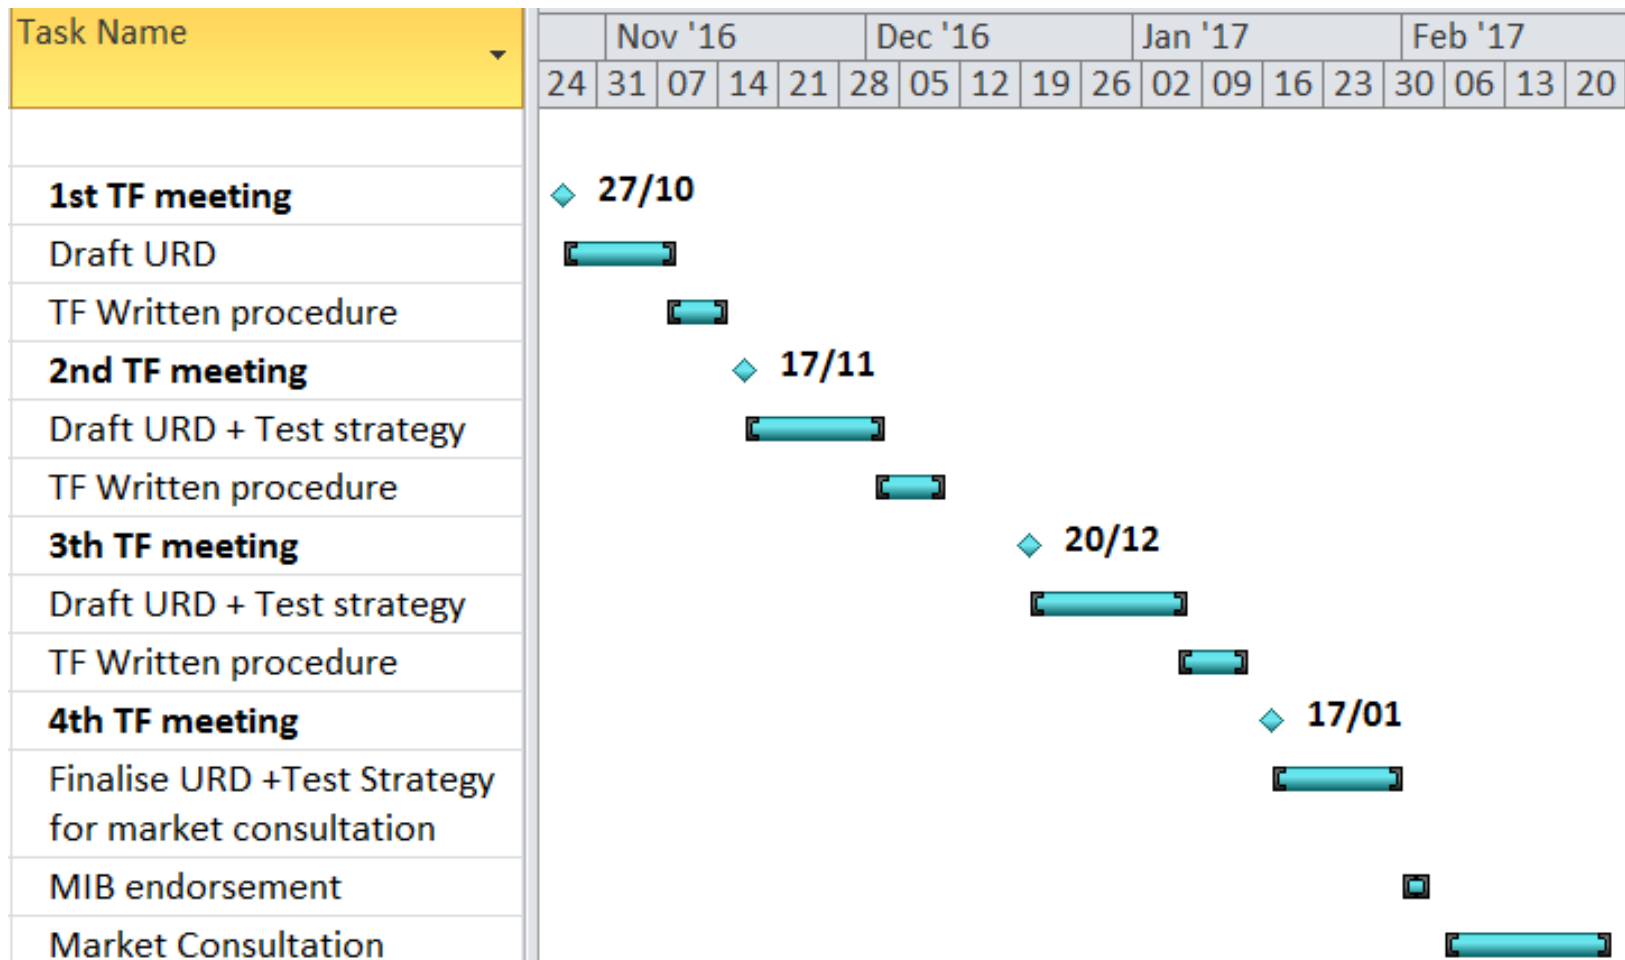 Task Name
Nov '16 Dec '16 Jan '17 Feb '17
24 31 07 14 21 28 05 12 19 26 02 09 16 23 30 06 13 20
1st TF meeting 27/10
Draft URD
TF Written procedure
2nd TF meeting 17/11
Draft URD + Test strategy
TF Written procedure
3th TF meeting 20/12
Draft URD + Test strategy
TF Written procedure
4th TF meeting 17/01
Finalise URD +Test Strategy
for market consultation
MIB endorsement
Market Consultation